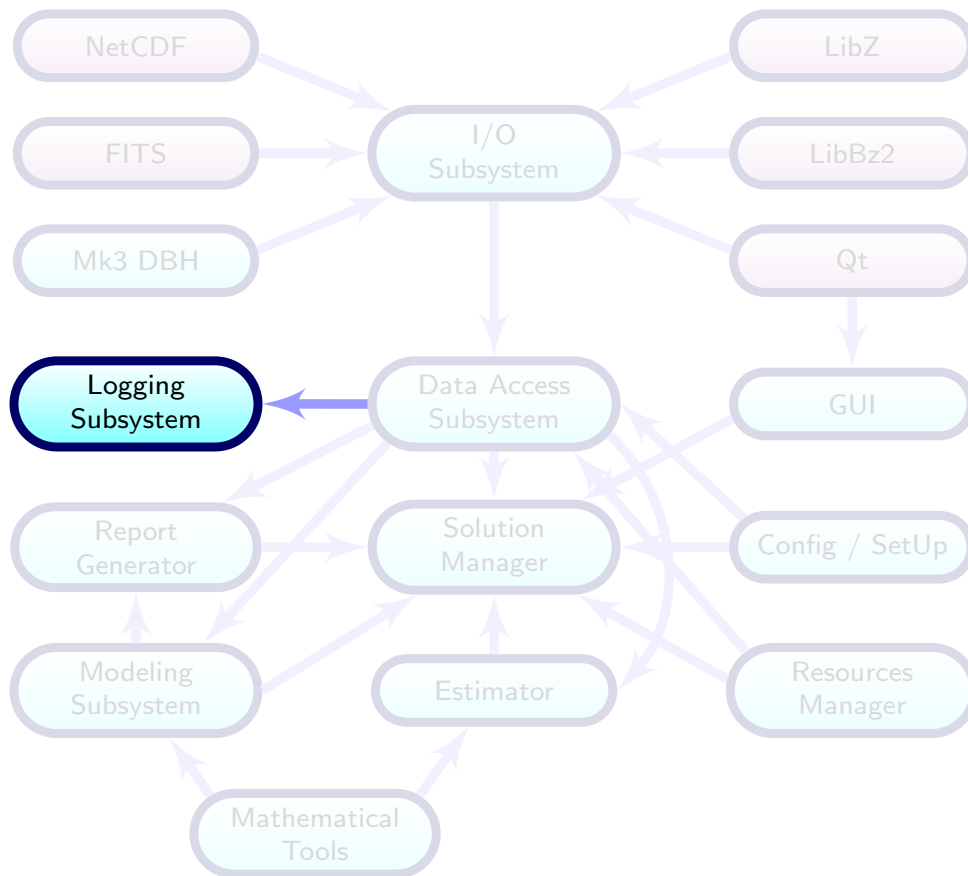 NetCDF
LibZ
I/O
Subsystem
FITS
LibBz2
Mk3 DBH
Qt
Logging
Subsystem
Data Access
Subsystem
GUI
Report
Generator
Solution
Manager
Config / SetUp
Modeling
Subsystem
Estimator
Resources
Manager
Mathematical
Tools